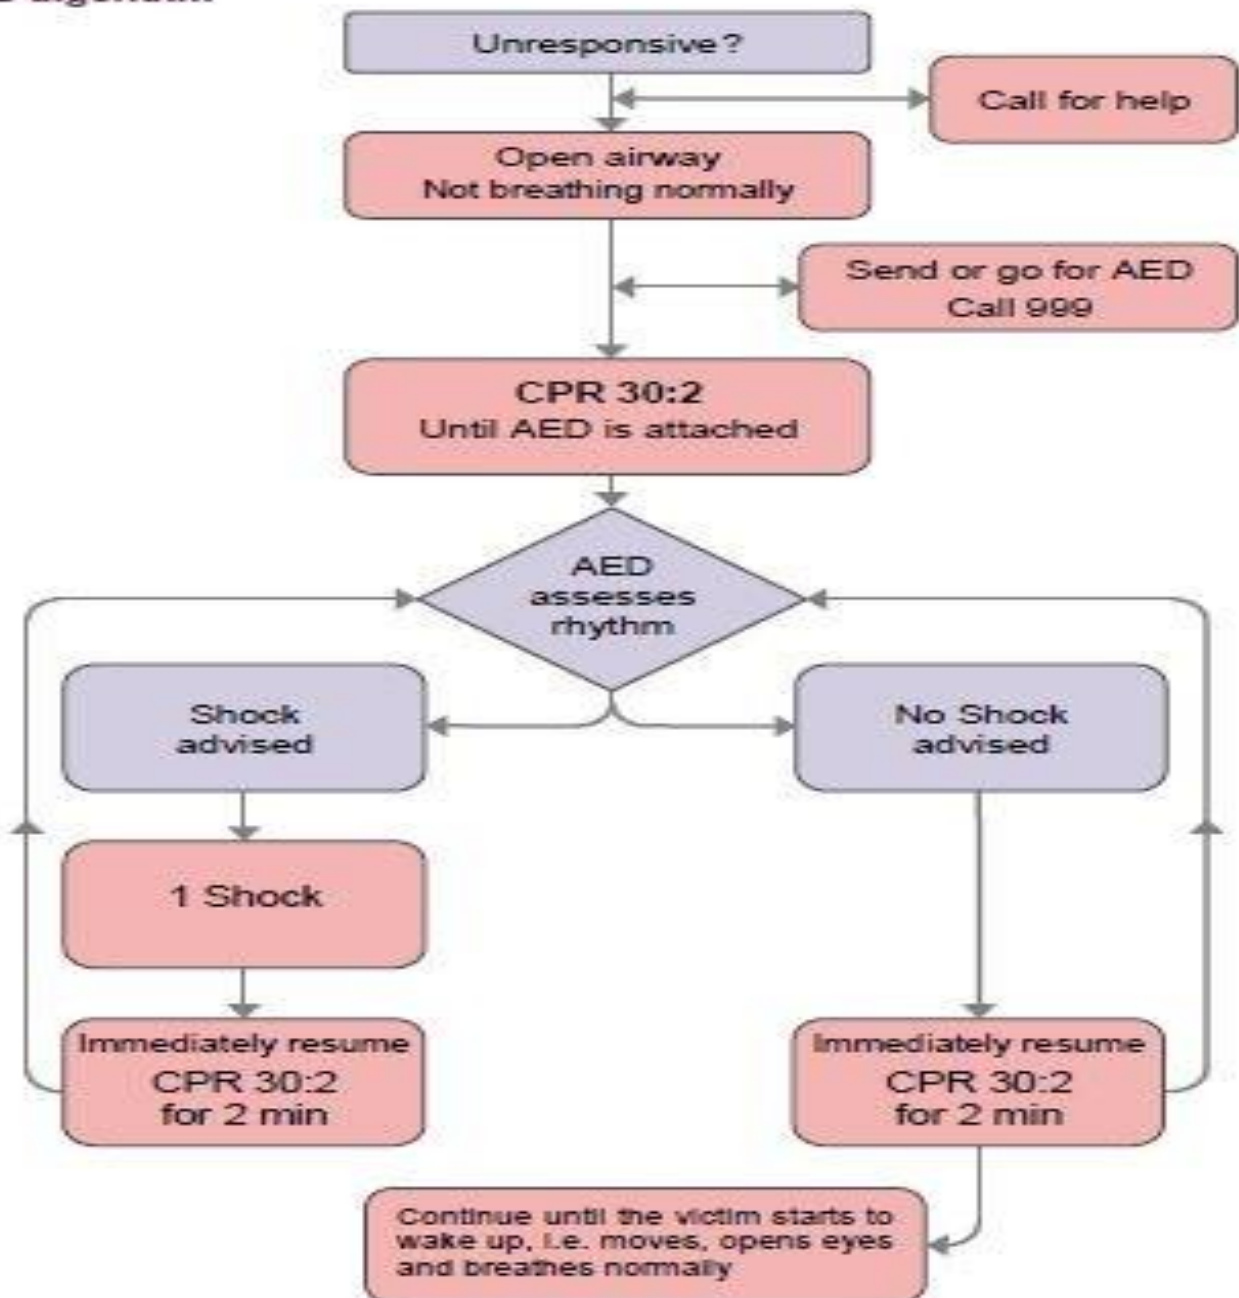 Unresponsive?
Call for help
Open airway
Not breathing normally
Send or go for AED
Call 999
CPR 30:2
Until AED is attached
AED
assesses
rhythm
Shock
advised
No Shock
advised
1 Shock
Immediately resume
CPR 30:2
for 2 min
Immediately resume
CPR 30:2
for 2 min
Continue until the victim starts to
wake up, i.e. moves, opens eyes
and breathes normally